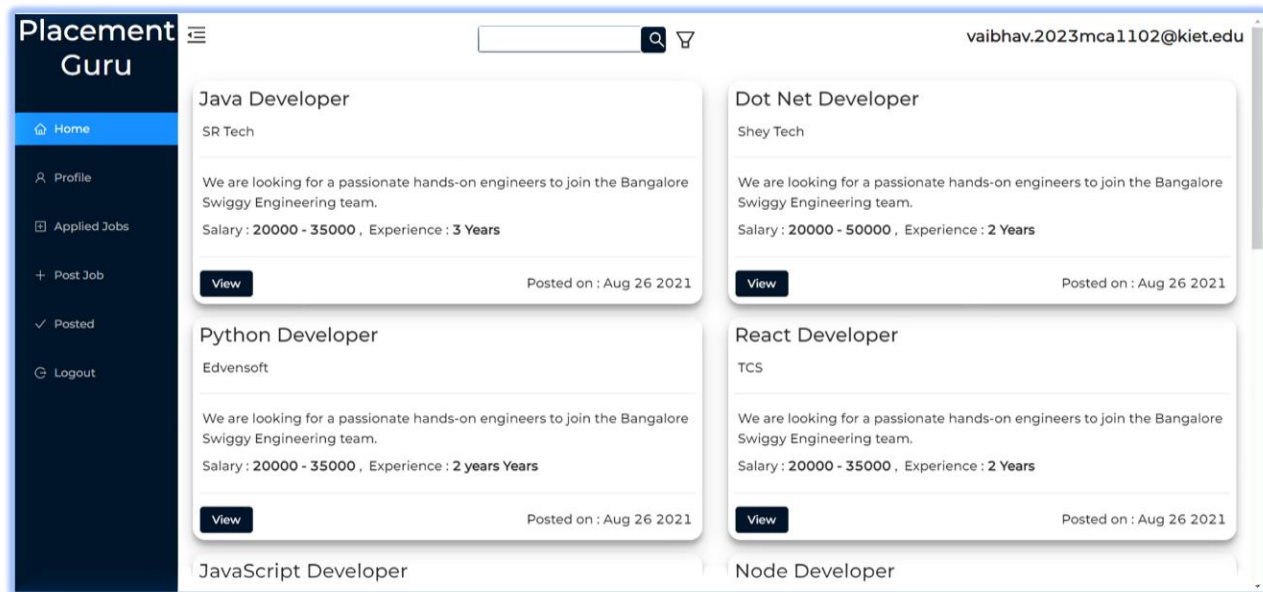 Placement
Guru
vaibhav.2023mca1102@kiet.edu
Home
Profile
Applied Jobs
Post Job
Posted
Logout
Java Developer
SR Tech
We are looking for a passionate hands-on engineers to join the Bangalore
Swiggy Engineering team.
Salary : 20000 - 35000 , Experience : 3 Years
View
Posted on : Aug 26 2021
Dot Net Developer
Shey Tech
We are looking for a passionate hands-on engineers to join the Bangalore
Swiggy Engineering team.
Salary : 20000 - 50000 , Experience : 2 Years
View
Posted on : Aug 26 2021
Python Developer
Edvensoft
We are looking for a passionate hands-on engineers to join the Bangalore
Swiggy Engineering team.
Salary : 20000 - 35000 , Experience : 2 years Years
View
Posted on : Aug 26 2021
React Developer
TCS
We are looking for a passionate hands-on engineers to join the Bangalore
Swiggy Engineering team.
Salary : 20000 - 35000 , Experience : 2 Years
View
Posted on : Aug 26 2021
JavaScript Developer
Node Developer